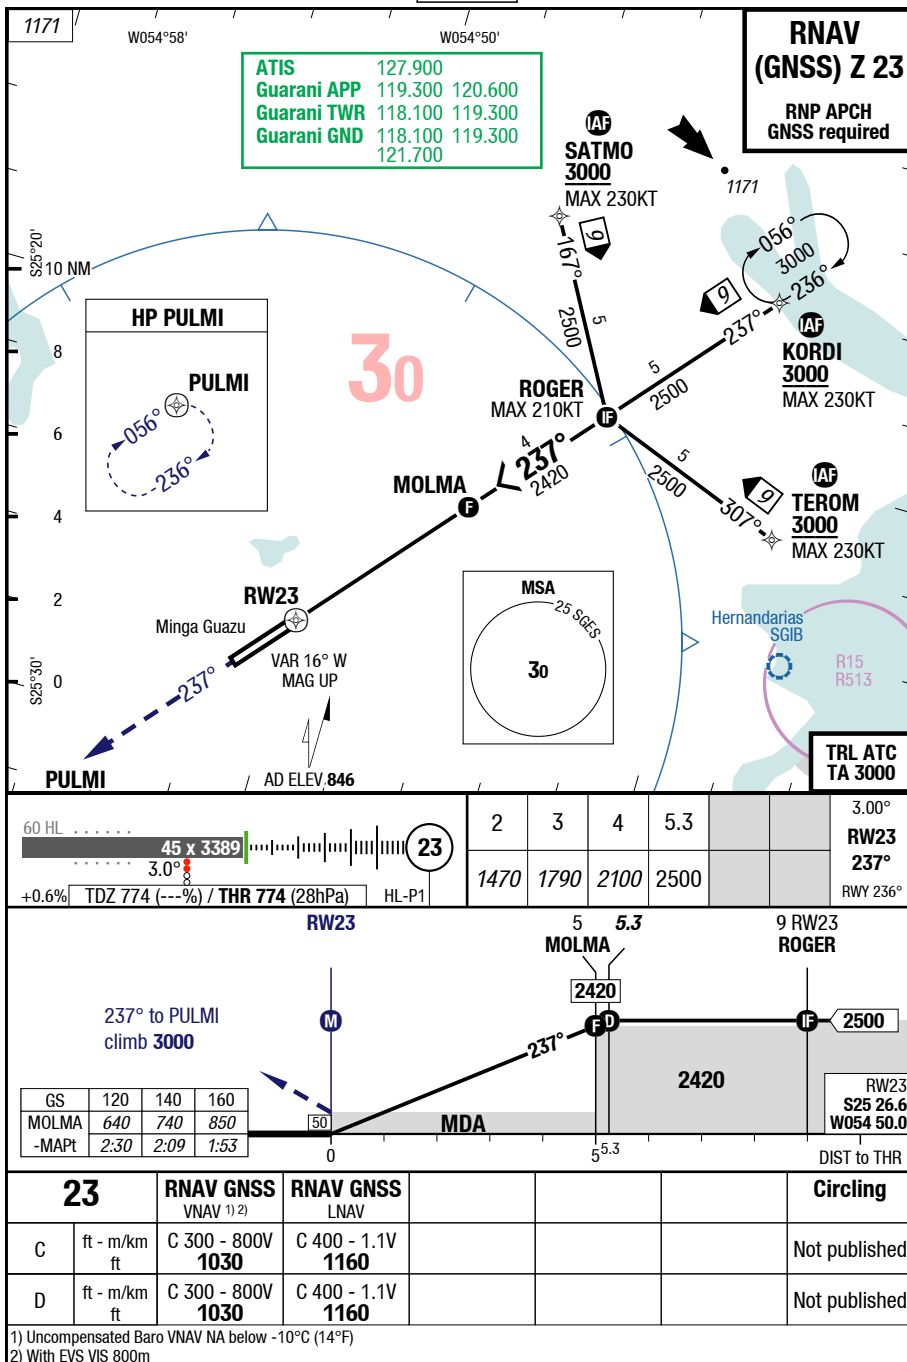 1171
W054°58'
W054°50'
RNAV
(GNSS) Z 23
RNP APCH
GNSS required
ATIS 127.900
Guarani APP 119.300 120.600
Guarani TWR 118.100 119.300
Guarani GND 118.100 119.300
121.700
IAF
SATMO
3000
MAX 230KT
1171
S25°20'
10 NM
9
167°
5
2500
056°
3000
236°
9
237°
5
2500
IAF
KORDI
3000
MAX 230KT
HP PULMI
PULMI
056°
236°
30
8
6
4
2
0
ROGER
MAX 210KT
IF
4
237°
2420
MOLMA
F
5
2500
307°
9
IAF
TEROM
3000
MAX 230KT
RW23
Minga Guazu
VAR 16° W
MAG UP
MSA
25 SGES
30
Hernandarias
SGIB
R15
R513
S25°30'
237°
PULMI
AD ELEV 846
TRL ATC
TA 3000
60 HL
45 x 3389
23
3.0°
+0.6% TDZ 774 (---%) / THR 774 (28hPa) HL-P1
2 3 4 5.3
1470 1790 2100 2500
3.00°
RW23
237°
RWY 236°
RW23
5 5.3 9 RW23
MOLMA ROGER
2420
M
F D IF 2500
237° to PULMI
climb 3000
237°
2420
GS 120 140 160
MOLMA 640 740 850
-MAPt 2:30 2:09 1:53
50
MDA
RW23
S25 26.6
W054 50.0
0 5 5.3 DIST to THR
23 RNAV GNSS RNAV GNSS Circling
VNAV 1) 2) LNAV
C ft - m/km C 300 - 800V C 400 - 1.1V Not published
ft 1030 1160
D ft - m/km C 300 - 800V C 400 - 1.1V Not published
ft 1030 1160
1) Uncompensated Baro VNAV NA below -10°C (14°F)
2) With EVS VIS 800m